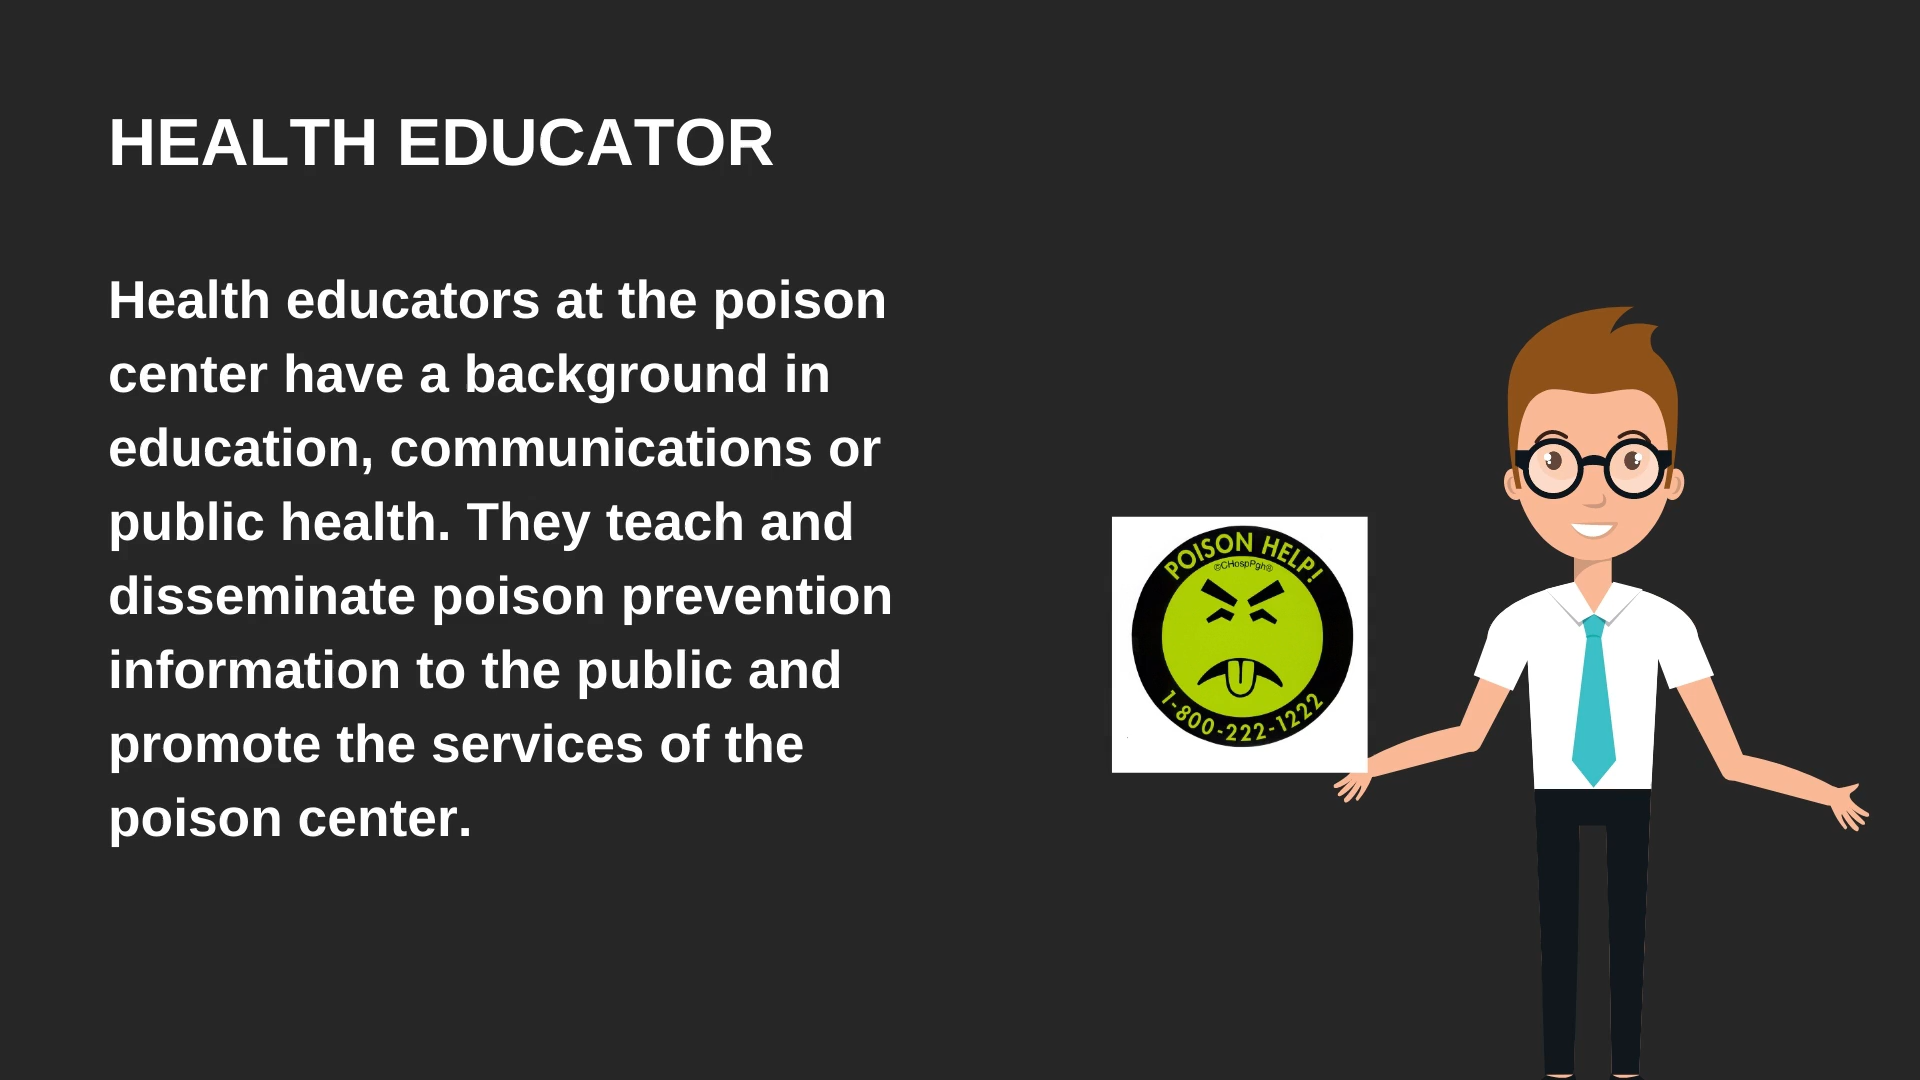 HEALTH EDUCATOR
Health educators at the poison
center have a background in
education, communications or
public health. They teach and
disseminate poison prevention
information to the public and
promote the services of the
poison center.
POISON HELP!
©CHospPgh®
1-800-222-1222